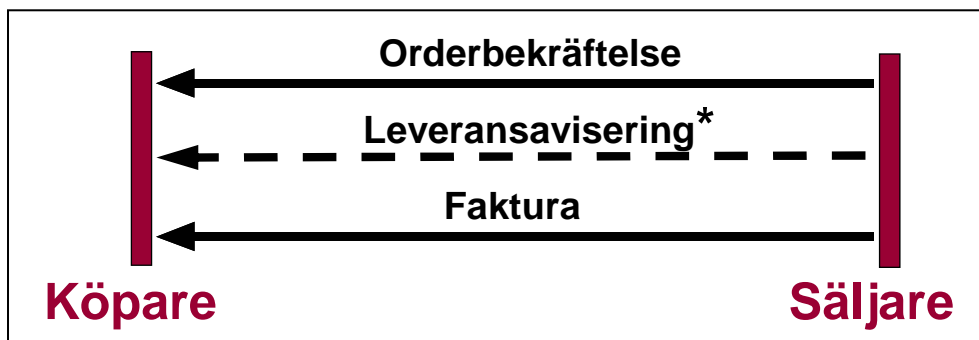 Orderbekräftelse
Leveransavisering*
Faktura
Köpare
Säljare